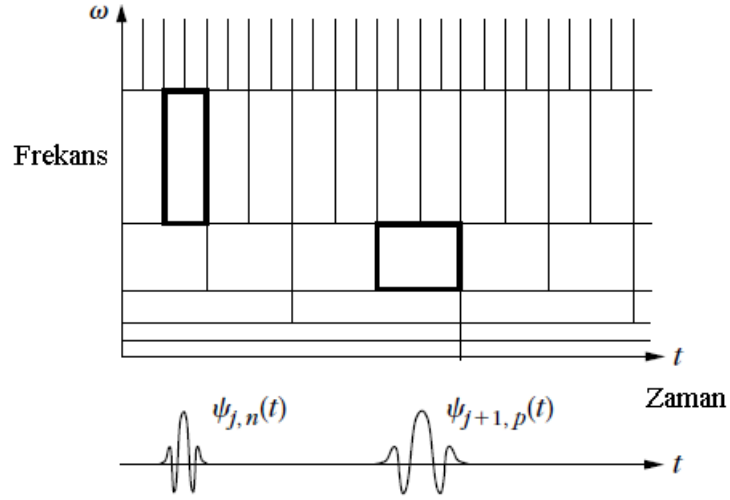 ω
Frekans
t
Zaman
ψj,n(t)
ψj+1,p(t)
t